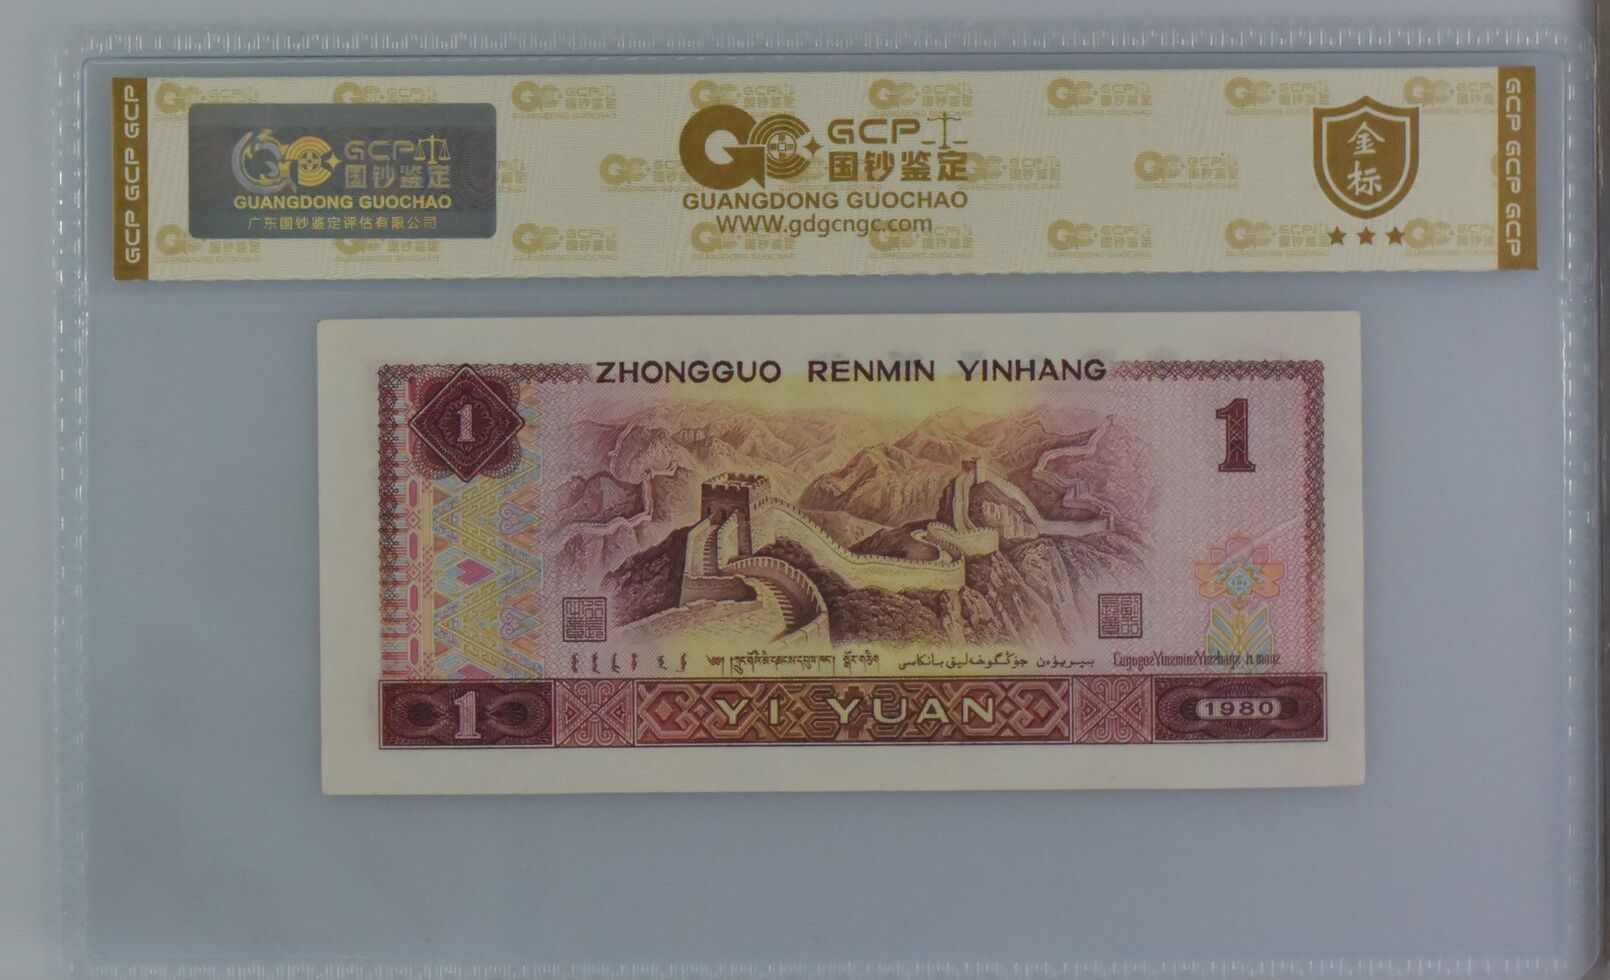 GCP GCP GCP
GCP
国钞鉴定
GUANGDONG GUOCHAO
广东国钞鉴定评估有限公司
GCP
国钞鉴定
GUANGDONG GUOCHAO
WWW.gdgcngc.com
金标
GCP GCP GCP
ZHONGGUO RENMIN YINHANG
1
1
1 YI YUAN 1980